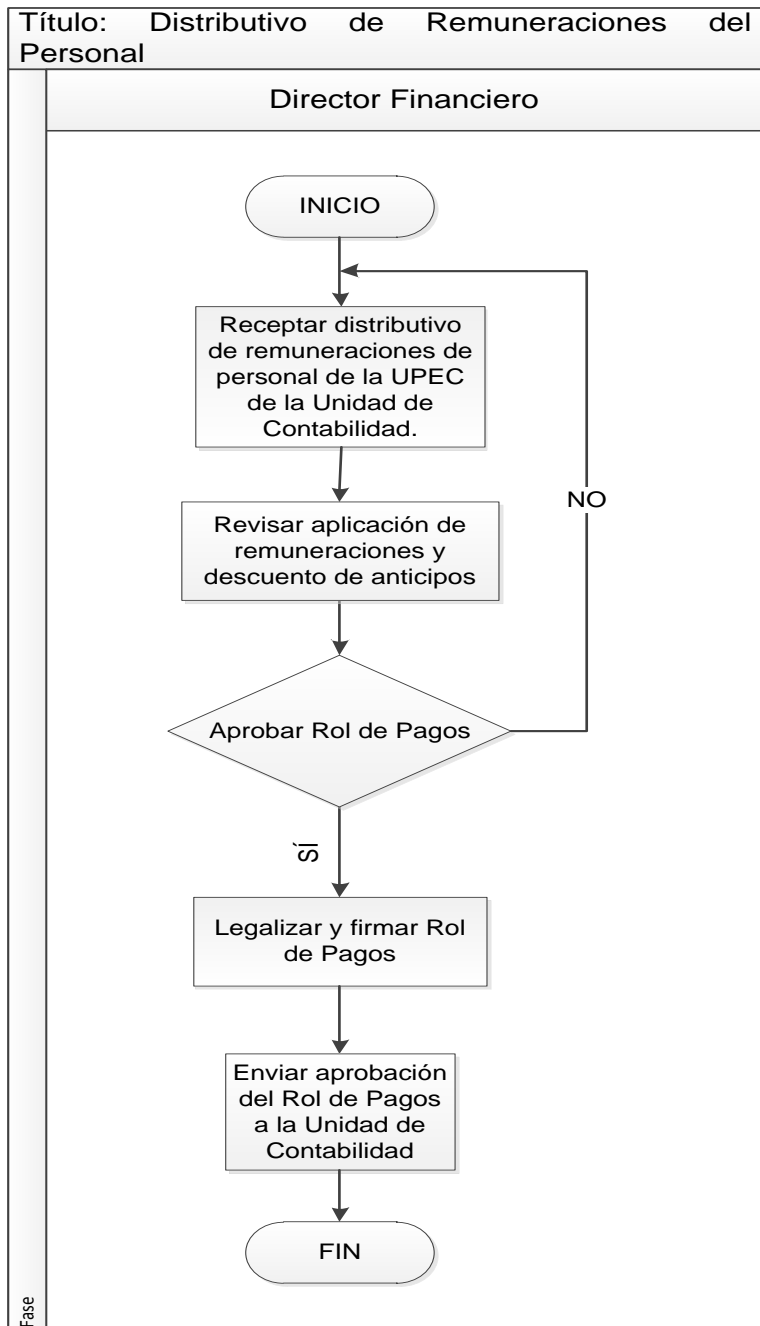 Título: Distributivo de Remuneraciones del
Personal
Director Financiero
INICIO
Receptar distributivo
de remuneraciones de
personal de la UPEC
de la Unidad de
Contabilidad.
NO
Revisar aplicación de
remuneraciones y
descuento de anticipos
Aprobar Rol de Pagos
SÍ
Legalizar y firmar Rol
de Pagos
Enviar aprobación
del Rol de Pagos
a la Unidad de
Contabilidad
FIN
Fase